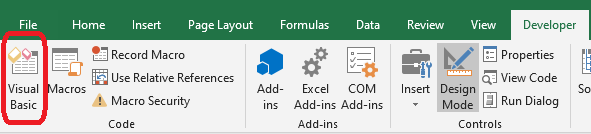 File Home Insert Page Layout Formulas Data Review View Developer
Visual Basic
Macros
Record Macro
Use Relative References
Macro Security
Code
Add-ins
Excel Add-ins
COM Add-ins
Add-ins
Insert
Design Mode
Properties
View Code
Run Dialog
Controls
So